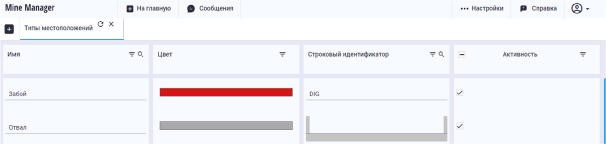 Mine Manager На главную Сообщения Настройки Справка
Типы местоположений
Имя Цвет Строковый идентификатор Активность
Забой DIG
Отвал